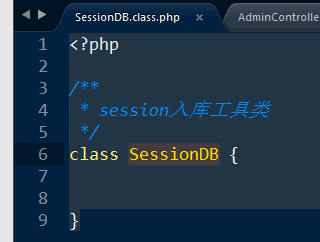 SessionDB.class.php × AdminControlle
1 <?php
2
3 /**
4 * session入库工具类
5 */
6 class SessionDB {
7
8
9 }